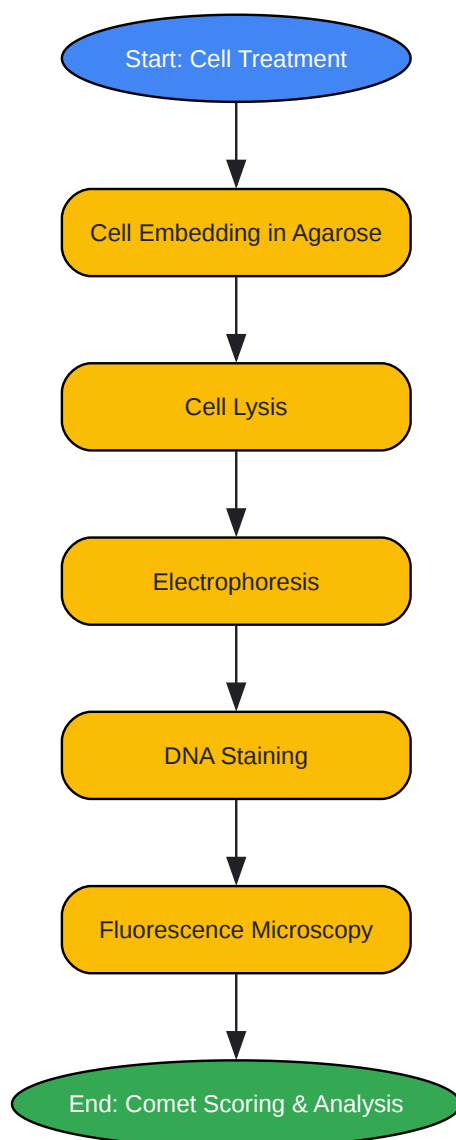 Start: Cell Treatment
Cell Embedding in Agarose
Cell Lysis
Electrophoresis
DNA Staining
Fluorescence Microscopy
End: Comet Scoring & Analysis